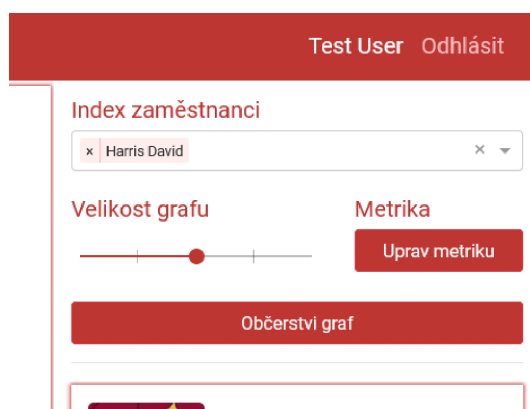 Test User Odhlásit
Index zaměstnanci
× Harris David ×
Velikost grafu Metrika
Uprav metriku
Občerstvi graf